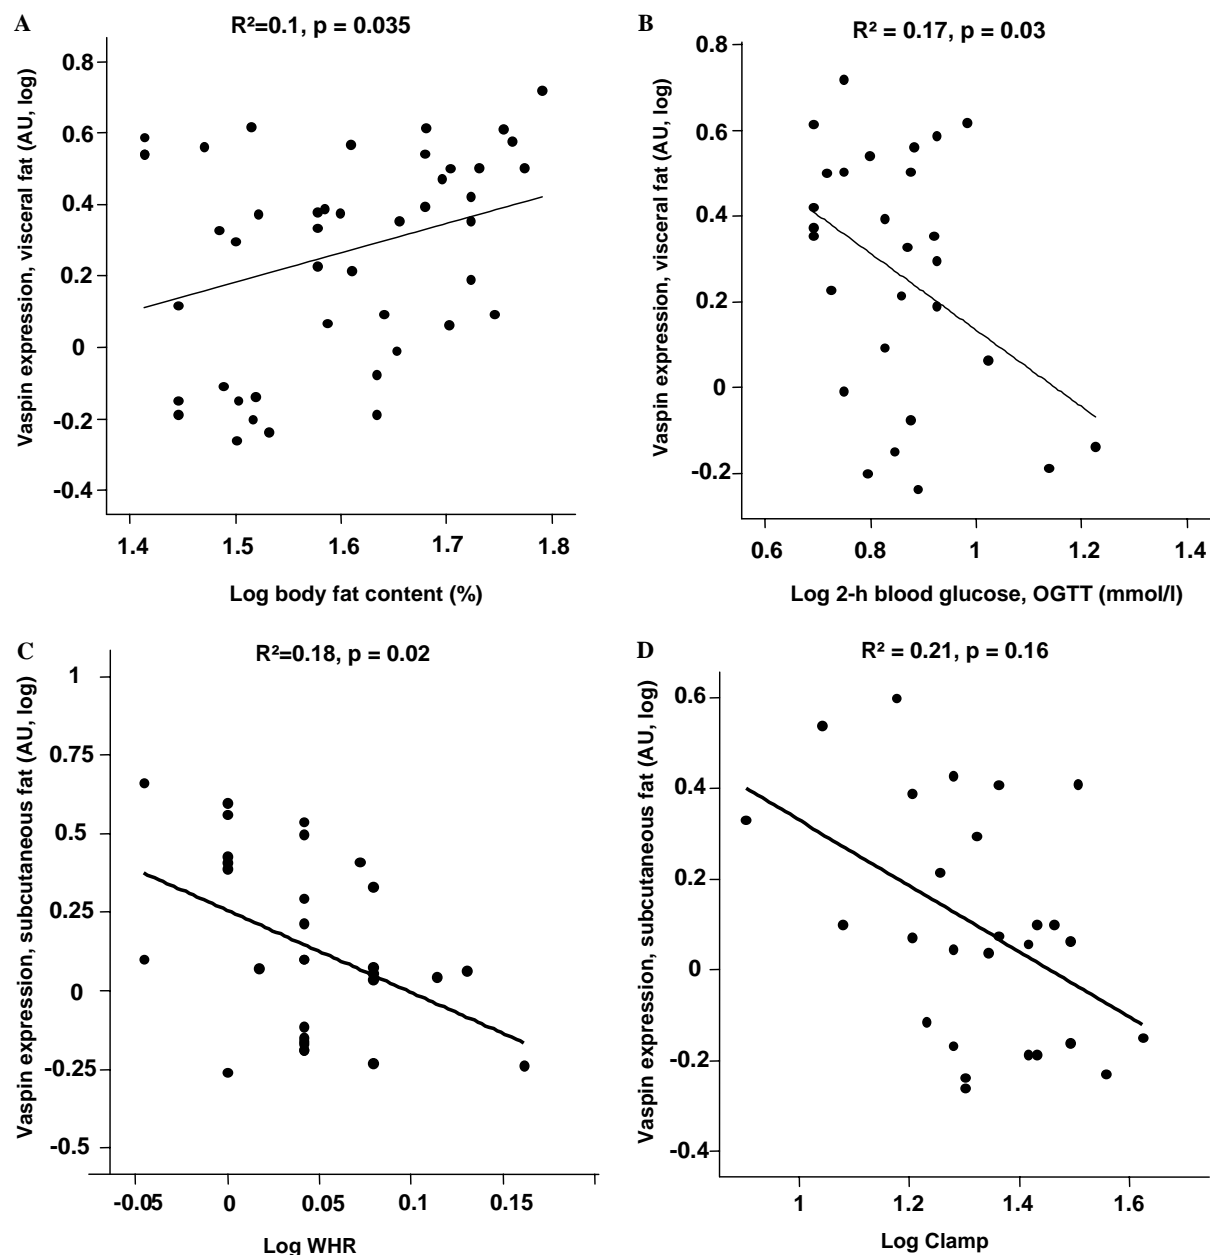 A
R²=0.1, p = 0.035
Vaspin expression, visceral fat (AU, log)
0.8
0.6
0.4
0.2
0
-0.2
-0.4
1.4 1.5 1.6 1.7 1.8
Log body fat content (%)
B
R² = 0.17, p = 0.03
Vaspin expression, visceral fat (AU, log)
0.8
0.6
0.4
0.2
0
-0.2
0.6 0.8 1 1.2 1.4
Log 2-h blood glucose, OGTT (mmol/l)
C
R²=0.18, p = 0.02
Vaspin expression, subcutaneous fat (AU, log)
1
0.75
0.5
0.25
0
-0.25
-0.5
-0.05 0 0.05 0.1 0.15
Log WHR
D
R² = 0.21, p = 0.16
Vaspin expression, subcutaneous fat (AU, log)
0.6
0.4
0.2
0
-0.2
-0.4
1 1.2 1.4 1.6
Log Clamp